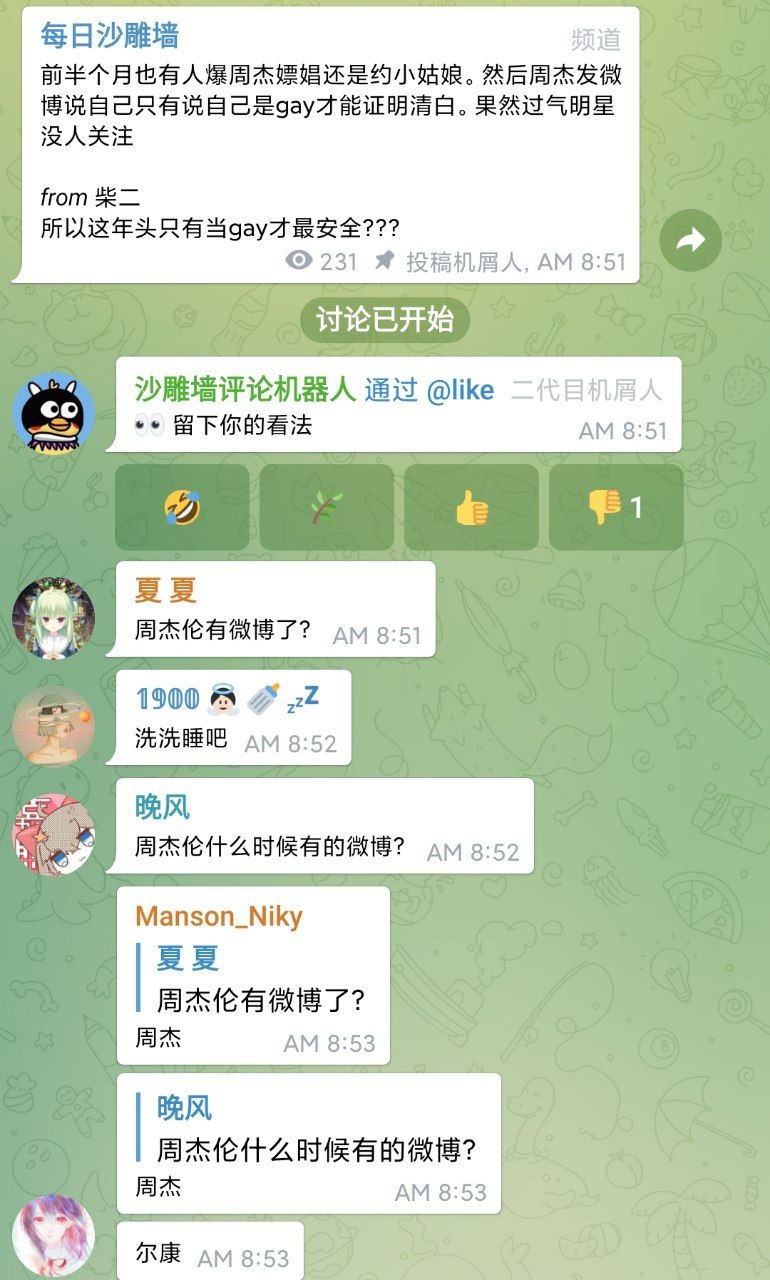 每日沙雕墙 频道
前半个月也有人爆周杰嫖娼还是约小姑娘。然后周杰发微
博说自己只有说自己是gay才能证明清白。果然过气明星
没人关注
from 柴二
所以这年头只有当gay才最安全???
231 投稿机屑人, AM 8:51
讨论已开始
沙雕墙评论机器人 通过 @like 二代目机屑人
👀 留下你的看法 AM 8:51
🤣 🌿 👍 👎 1
夏 夏
周杰伦有微博了? AM 8:51
𝟙𝟡𝟘𝟘 👼🏻 🍼 💤
洗洗睡吧 AM 8:52
晚风
周杰伦什么时候有的微博? AM 8:52
Manson_Niky
夏 夏
周杰伦有微博了?
周杰 AM 8:53
晚风
周杰伦什么时候有的微博?
周杰 AM 8:53
尔康 AM 8:53